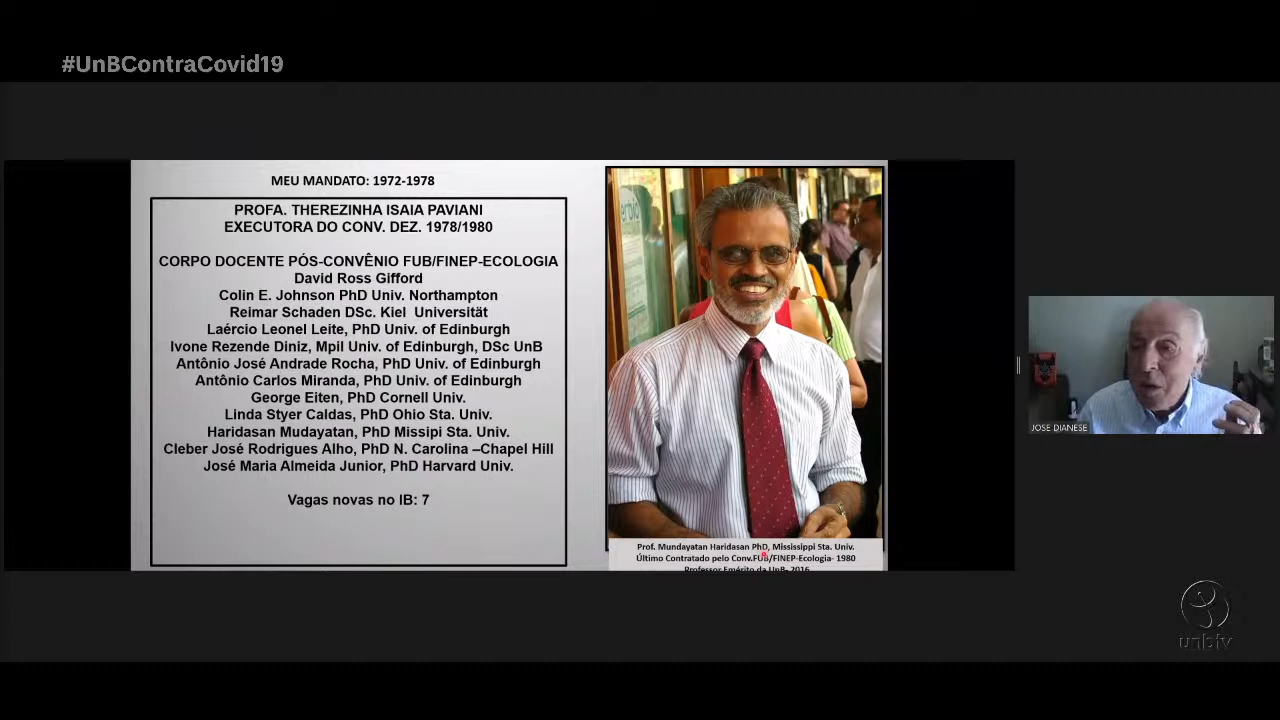 #UnBContraCovid19
MEU MANDATO: 1972-1978
PROFA. THEREZINHA ISAIA PAVIANI
EXECUTORA DO CONV. DEZ. 1978/1980
CORPO DOCENTE PÓS-CONVÊNIO FUB/FINEP-ECOLOGIA
David Ross Gifford
Colin E. Johnson PhD Univ. Northampton
Reimar Schaden DSc. Kiel Universität
Laércio Leonel Leite, PhD Univ. of Edinburgh
Ivone Rezende Diniz, Mpil Univ. of Edinburgh, DSc UnB
Antônio José Andrade Rocha, PhD Univ. of Edinburgh
Antônio Carlos Miranda, PhD Univ. of Edinburgh
George Eiten, PhD Cornell Univ.
Linda Styer Caldas, PhD Ohio Sta. Univ.
Haridasan Mudayatan, PhD Missipi Sta. Univ.
Cleber José Rodrigues Alho, PhD N. Carolina –Chapel Hill
José Maria Almeida Junior, PhD Harvard Univ.
Vagas novas no IB: 7
Prof. Mundayatan Haridasan PhD, Mississippi Sta. Univ.
Último Contratado pelo Conv.FUB/FINEP-Ecologia- 1980
Professor Emérito da UnB- 2016
JOSE DIANESE
unbtv